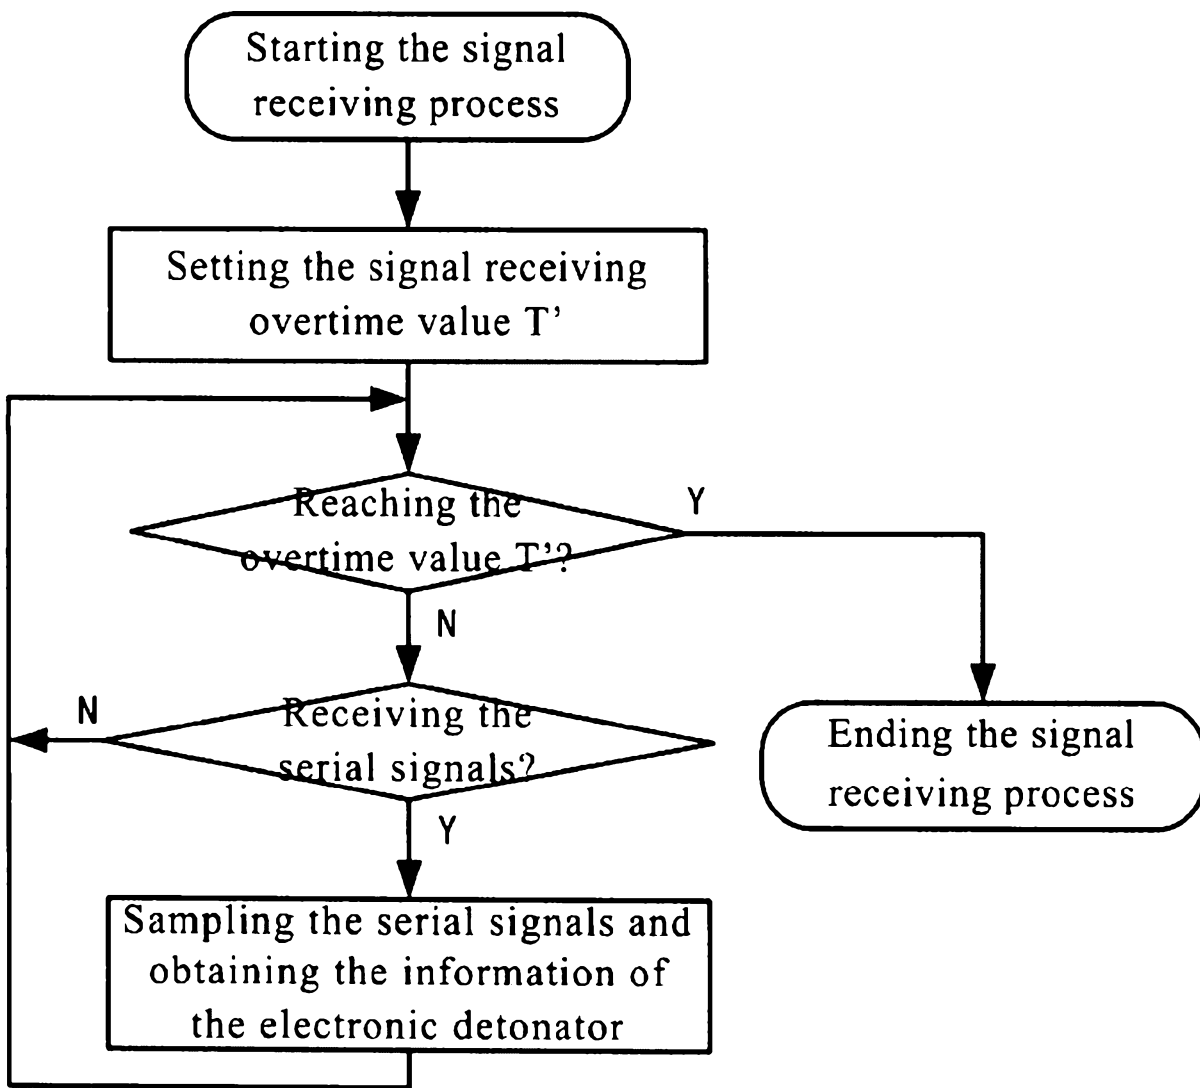 Starting the signal
receiving process
Setting the signal receiving
overtime value T'
Reaching the
overtime value T'?
Y
N
Receiving the
serial signals?
N
Y
Ending the signal
receiving process
Sampling the serial signals and
obtaining the information of
the electronic detonator